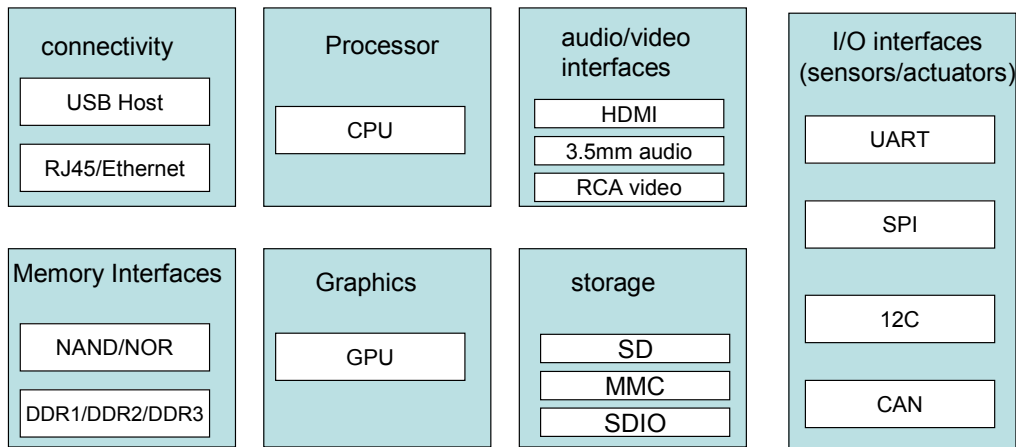 connectivity
USB Host
RJ45/Ethernet
Processor
CPU
audio/video
interfaces
HDMI
3.5mm audio
RCA video
I/O interfaces
(sensors/actuators)
UART
SPI
12C
CAN
Memory Interfaces
NAND/NOR
DDR1/DDR2/DDR3
Graphics
GPU
storage
SD
MMC
SDIO